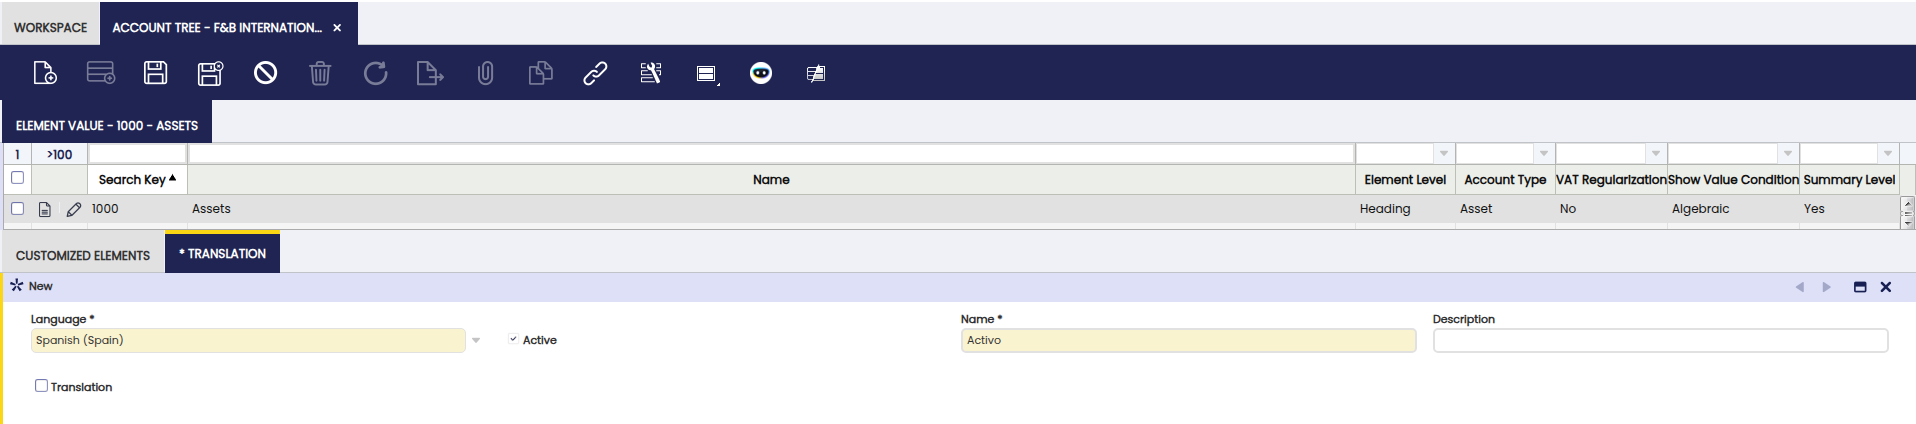 WORKSPACE ACCOUNT TREE - F&B INTERNATION... ×
ELEMENT VALUE - 1000 - ASSETS
1 >100
Search Key Name Element Level Account Type VAT Regularization Show Value Condition Summary Level
1000 Assets Heading Asset No Algebraic Yes
CUSTOMIZED ELEMENTS * TRANSLATION
New
Language * Name * Description
Spanish (Spain) Active Activo
Translation